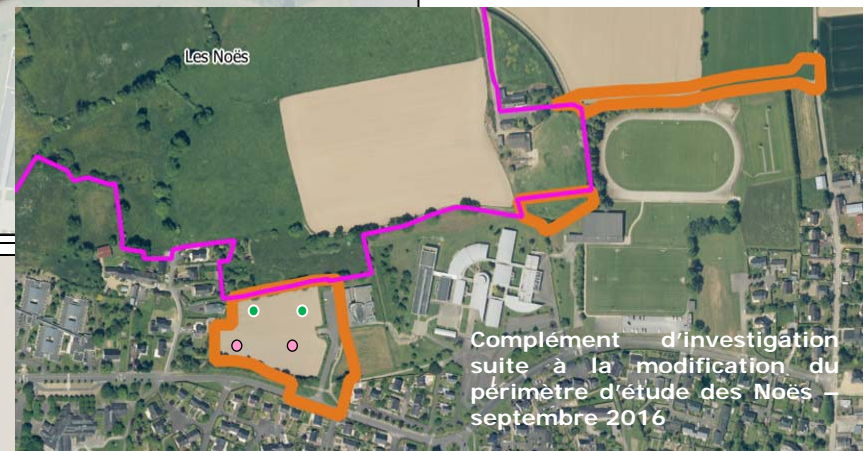 Les Noës
Complément d'investigation
suite à la modification du
périmètre d'étude des Noës –
septembre 2016